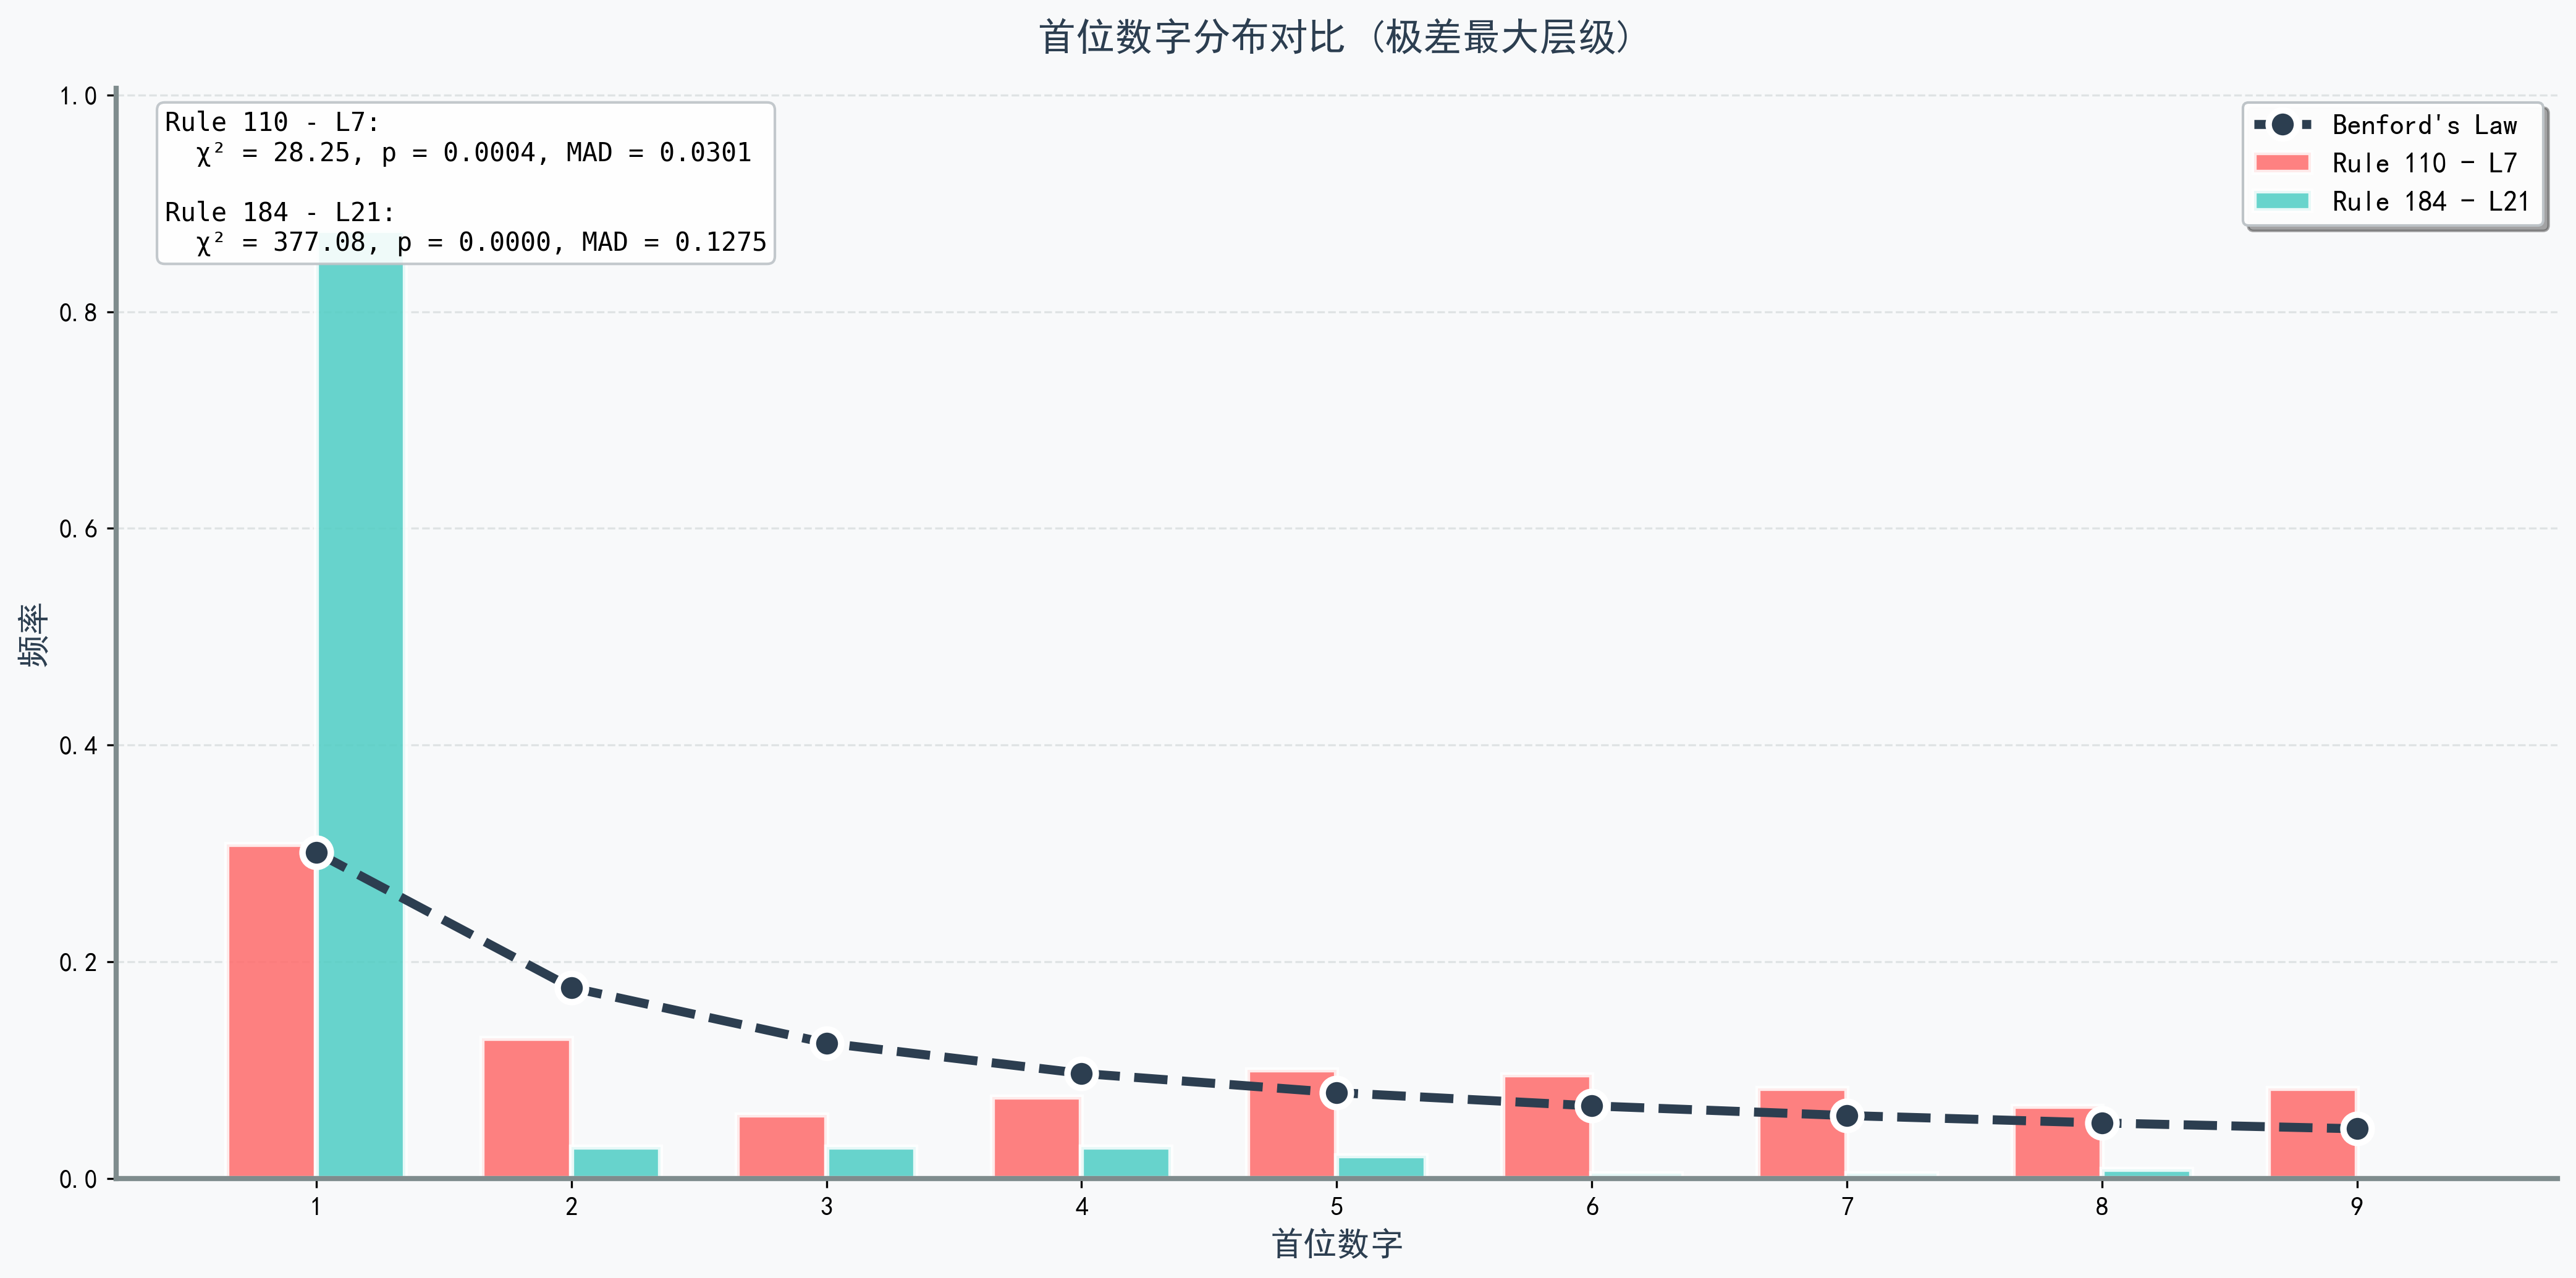 首位数字分布对比 (极差最大层级)
Rule 110 - L7:
χ² = 28.25, p = 0.0004, MAD = 0.0301
Rule 184 - L21:
χ² = 377.08, p = 0.0000, MAD = 0.1275
Benford's Law
Rule 110 - L7
Rule 184 - L21
频率
1.0
0.8
0.6
0.4
0.2
0.0
1 2 3 4 5 6 7 8 9
首位数字